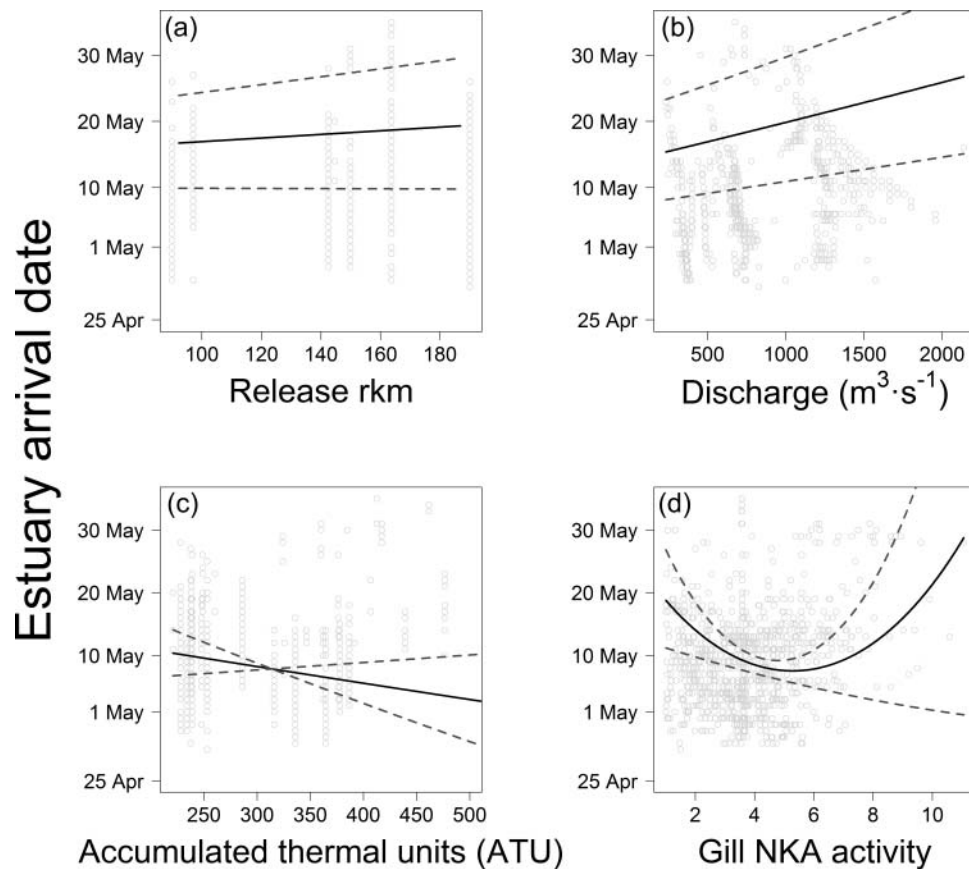 Estuary arrival date
(a)
30 May
20 May
10 May
1 May
25 Apr
100 120 140 160 180
Release rkm
(b)
30 May
20 May
10 May
1 May
25 Apr
500 1000 1500 2000
Discharge (m³·s⁻¹)
(c)
30 May
20 May
10 May
1 May
25 Apr
250 300 350 400 450 500
Accumulated thermal units (ATU)
(d)
30 May
20 May
10 May
1 May
25 Apr
2 4 6 8 10
Gill NKA activity